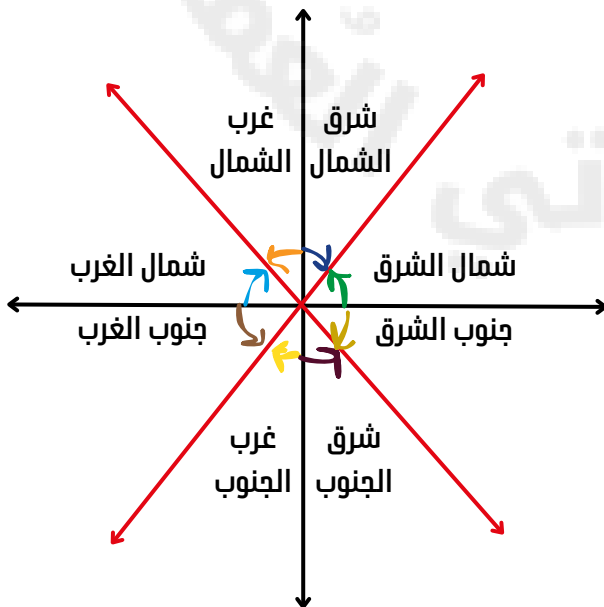 شرق
الشمال
غرب
الشمال
شمال الشرق
شمال الغرب
جنوب الشرق
جنوب الغرب
شرق
الجنوب
غرب
الجنوب